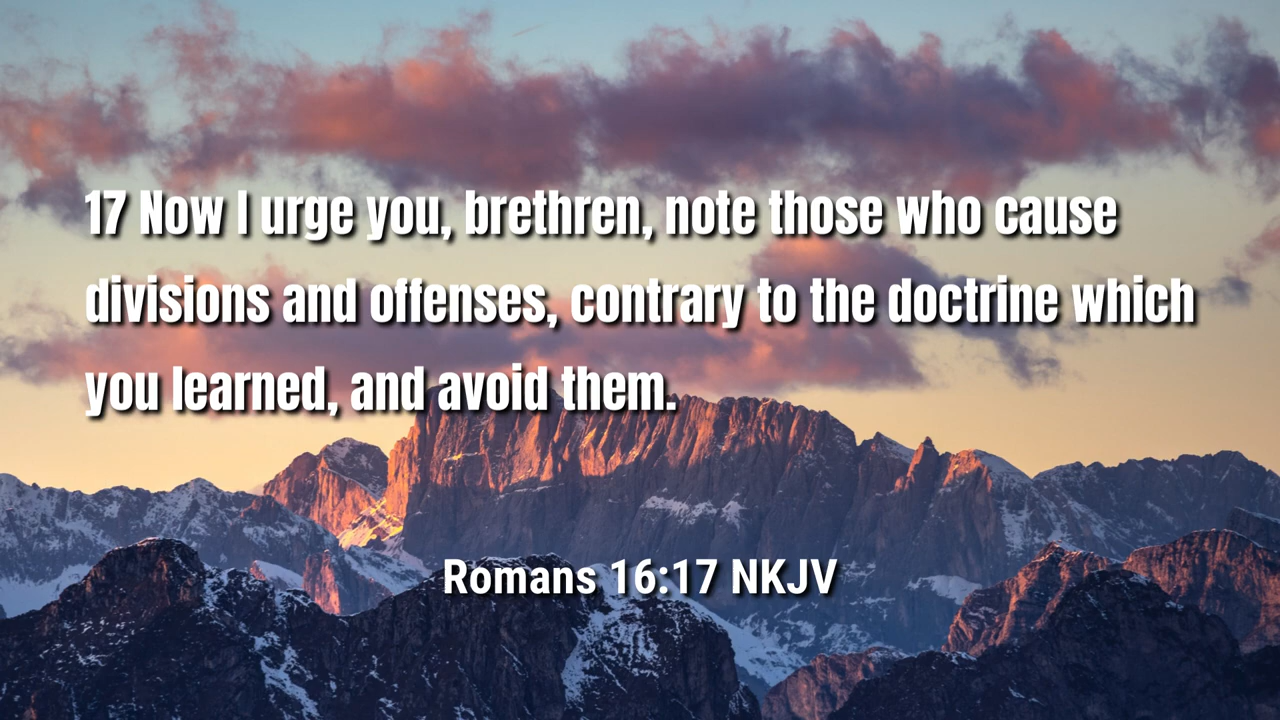 17 Now I urge you, brethren, note those who cause
divisions and offenses, contrary to the doctrine which
you learned, and avoid them.
Romans 16:17 NKJV